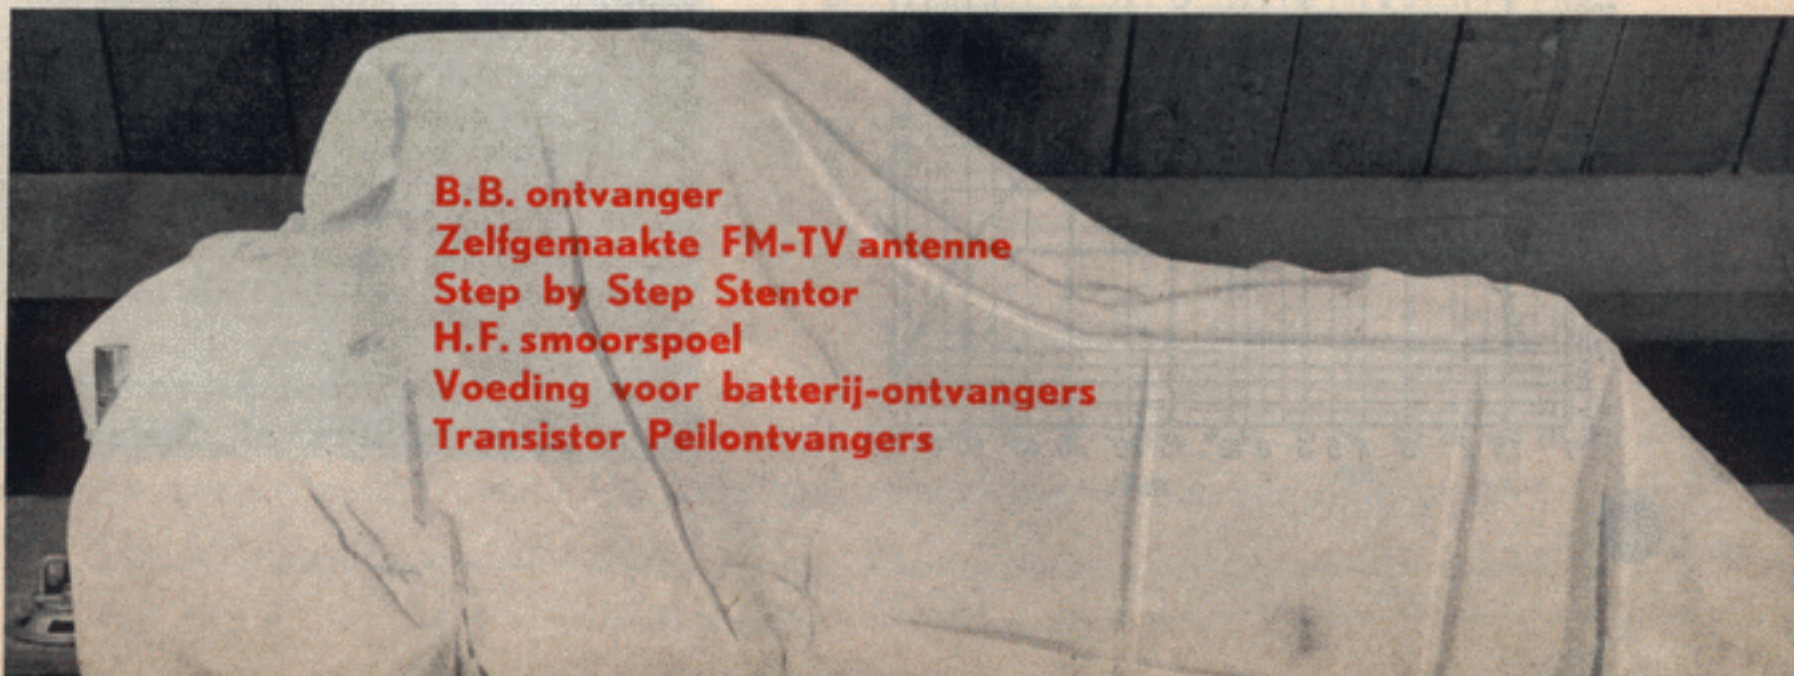 B.B. ontvanger
Zelfgemaakte FM-TV antenne
Step by Step Stentor
H.F. smoorspoel
Voeding voor batterij-ontvangers
Transistor Peilontvangers